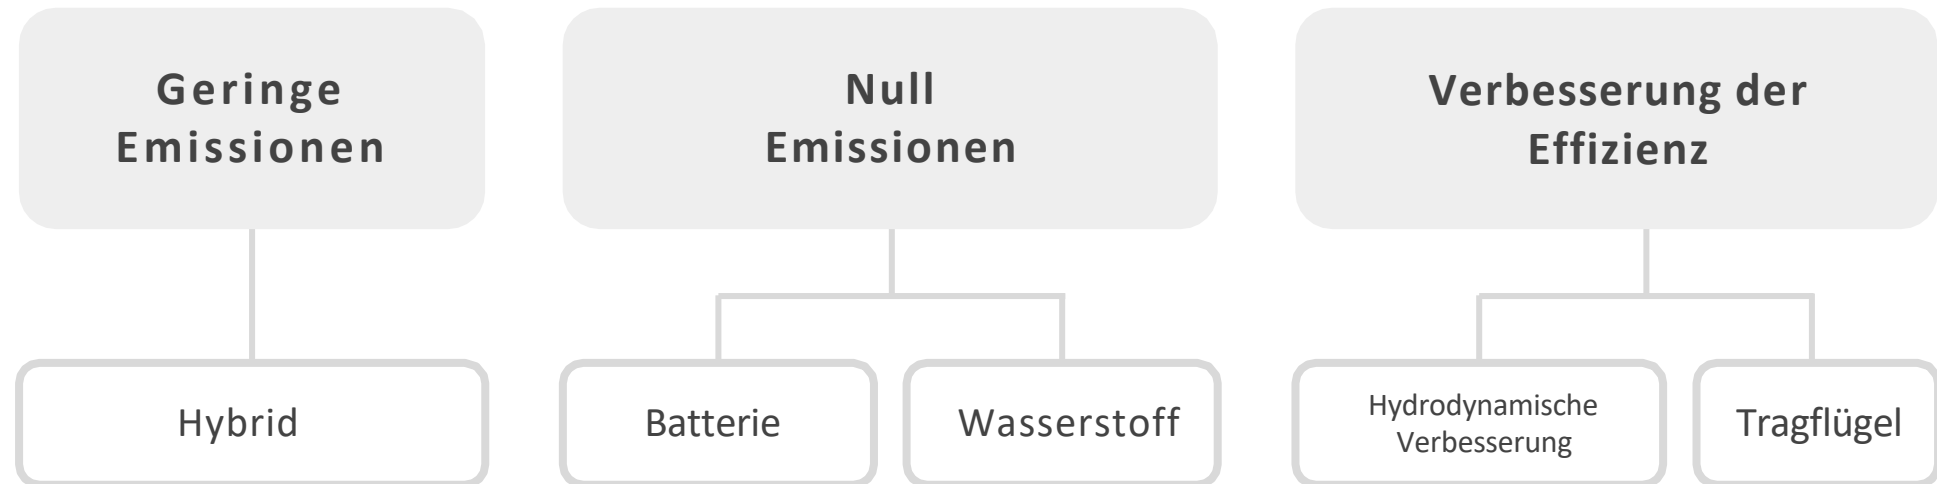 Geringe
Emissionen
Null
Emissionen
Verbesserung der
Effizienz
Hybrid
Batterie
Wasserstoff
Hydrodynamische
Verbesserung
Tragflügel